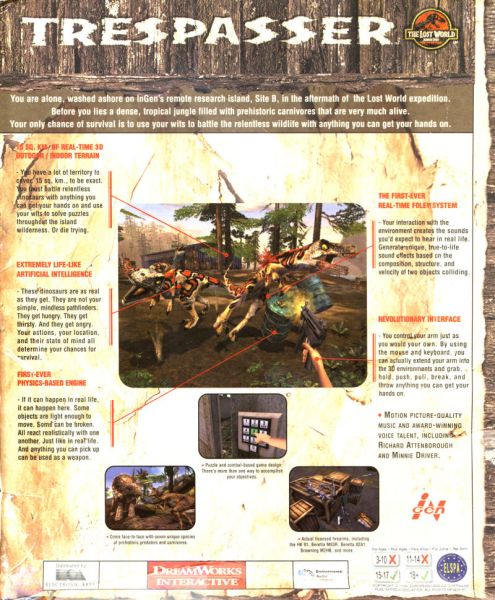 TRESPASSER
THE LOST WORLD
You are alone, washed ashore on InGen's remote research island, Site B, in the aftermath of the Lost World expedition.
Before you lies a dense, tropical jungle filled with prehistoric carnivores that are very much alive.
Your only chance of survival is to use your wits to battle the relentless wildlife with anything you can get your hands on.
15 SQ. KM. OF REAL-TIME 3D
OUTDOOR / INDOOR TERRAIN
- You have a lot of territory to
cover, 15 sq. km., to be exact.
You must battle relentless
dinosaurs with anything you
can get your hands on and use
your wits to solve puzzles
throughout the island
wilderness. Or die trying.
EXTREMELY LIFE-LIKE
ARTIFICIAL INTELLIGENCE
- These dinosaurs are as real
as they get. They are not your
simple, mindless pathfinders.
They get hungry. They get
thirsty. And they get angry.
Your actions, your location,
and their state of mind all
determine your chances for
survival.
FIRST-EVER
PHYSICS-BASED ENGINE
- If it can happen in real life,
it can happen here. Some
objects are light enough to
move. Some can be broken.
All react realistically with one
another. Just like in real life.
And anything you can pick up
can be used as a weapon.
THE FIRST-EVER
REAL-TIME FOLEY SYSTEM
- Your interaction with the
environment creates the sounds
you'd expect to hear in real life.
Generate unique, true-to-life
sound effects based on the
composition, structure, and
velocity of two objects colliding.
REVOLUTIONARY INTERFACE
- You control your arm just as
you would your own. By using
the mouse and keyboard, you
can actually extend your arm into
the 3D environments and grab,
hold, push, pull, break, and
throw anything you can get your
hands on.
• MOTION PICTURE-QUALITY
MUSIC AND AWARD-WINNING
VOICE TALENT, INCLUDING
RICHARD ATTENBOROUGH
AND MINNIE DRIVER.
• Puzzle and combat-based game design.
There's more than one way to accomplish
your objectives.
• Come face-to-face with seven unique species
of prehistoric predators and carnivores.
• Actual licensed firearms, including
the HK 91, Beretta M93R, Beretta 92A1,
Browning M2HB, and more.
InGen
Distributed by
EA
ELECTRONIC ARTS
DREAMWORKS
INTERACTIVE
3-10
11-14
15-17
18+
ELSPA